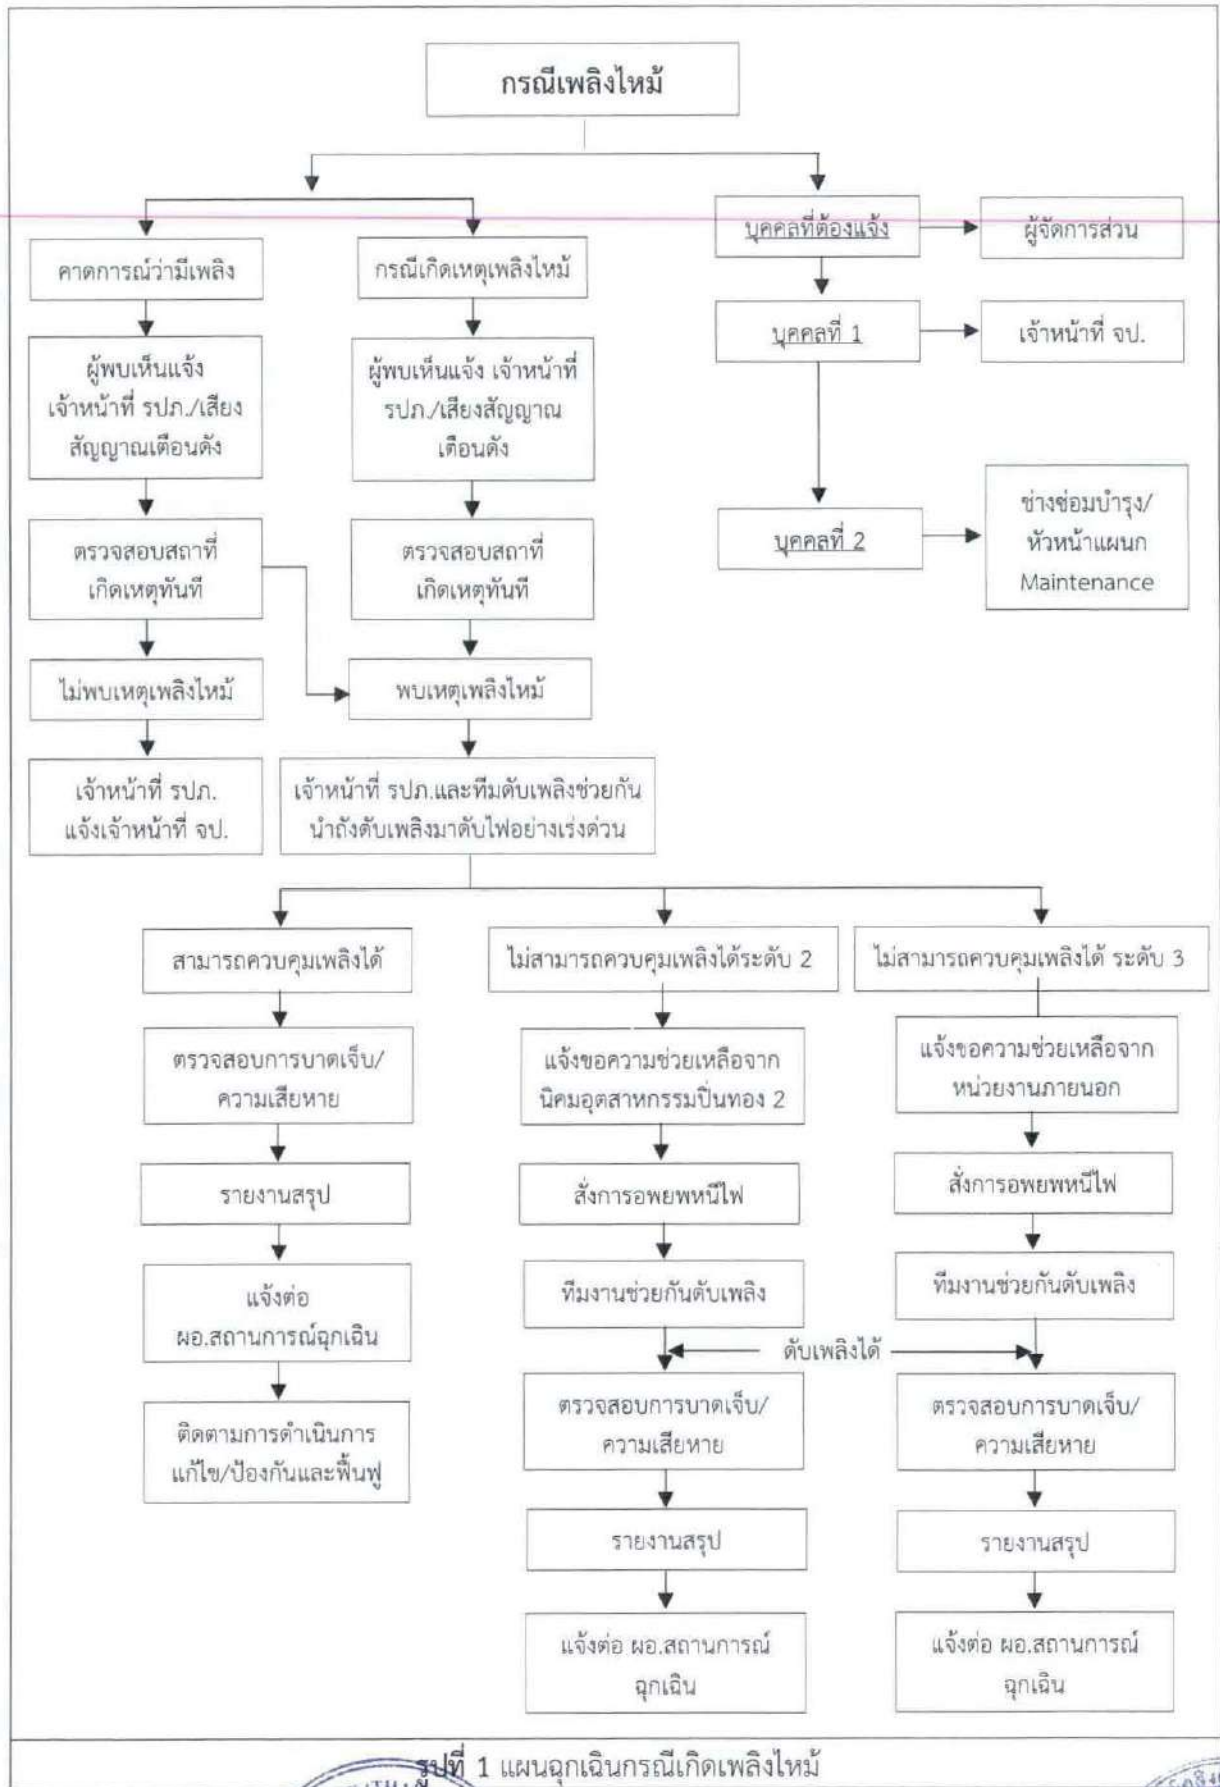 กรณีเพลิงไหม้
บุคคลที่ต้องแจ้ง
ผู้จัดการส่วน
คาดการณ์ว่ามีเพลิง
กรณีเกิดเหตุเพลิงไหม้
บุคคลที่ 1
เจ้าหน้าที่ จป.
ผู้พบเห็นแจ้ง
เจ้าหน้าที่ รปภ./เสียง
สัญญาณเตือนดัง
ผู้พบเห็นแจ้ง เจ้าหน้าที่
รปภ./เสียงสัญญาณ
เตือนดัง
บุคคลที่ 2
ช่างซ่อมบำรุง/
หัวหน้าแผนก
Maintenance
ตรวจสอบสถาที่
เกิดเหตุทันที
ตรวจสอบสถาที่
เกิดเหตุทันที
ไม่พบเหตุเพลิงไหม้
พบเหตุเพลิงไหม้
เจ้าหน้าที่ รปภ.
แจ้งเจ้าหน้าที่ จป.
เจ้าหน้าที่ รปภ.และทีมดับเพลิงช่วยกัน
นำถังดับเพลิงมาดับไฟอย่างเร่งด่วน
สามารถควบคุมเพลิงได้
ไม่สามารถควบคุมเพลิงได้ระดับ 2
ไม่สามารถควบคุมเพลิงได้ ระดับ 3
ตรวจสอบการบาดเจ็บ/
ความเสียหาย
แจ้งขอความช่วยเหลือจาก
นิคมอุตสาหกรรมปิ่นทอง 2
แจ้งขอความช่วยเหลือจาก
หน่วยงานภายนอก
รายงานสรุป
สั่งการอพยพหนีไฟ
สั่งการอพยพหนีไฟ
แจ้งต่อ
ผอ.สถานการณ์ฉุกเฉิน
ทีมงานช่วยกันดับเพลิง
ทีมงานช่วยกันดับเพลิง
ดับเพลิงได้
ติดตามการดำเนินการ
แก้ไข/ป้องกันและฟื้นฟู
ตรวจสอบการบาดเจ็บ/
ความเสียหาย
ตรวจสอบการบาดเจ็บ/
ความเสียหาย
รายงานสรุป
รายงานสรุป
แจ้งต่อ ผอ.สถานการณ์
ฉุกเฉิน
แจ้งต่อ ผอ.สถานการณ์
ฉุกเฉิน
รูปที่ 1 แผนฉุกเฉินกรณีเกิดเพลิงไหม้